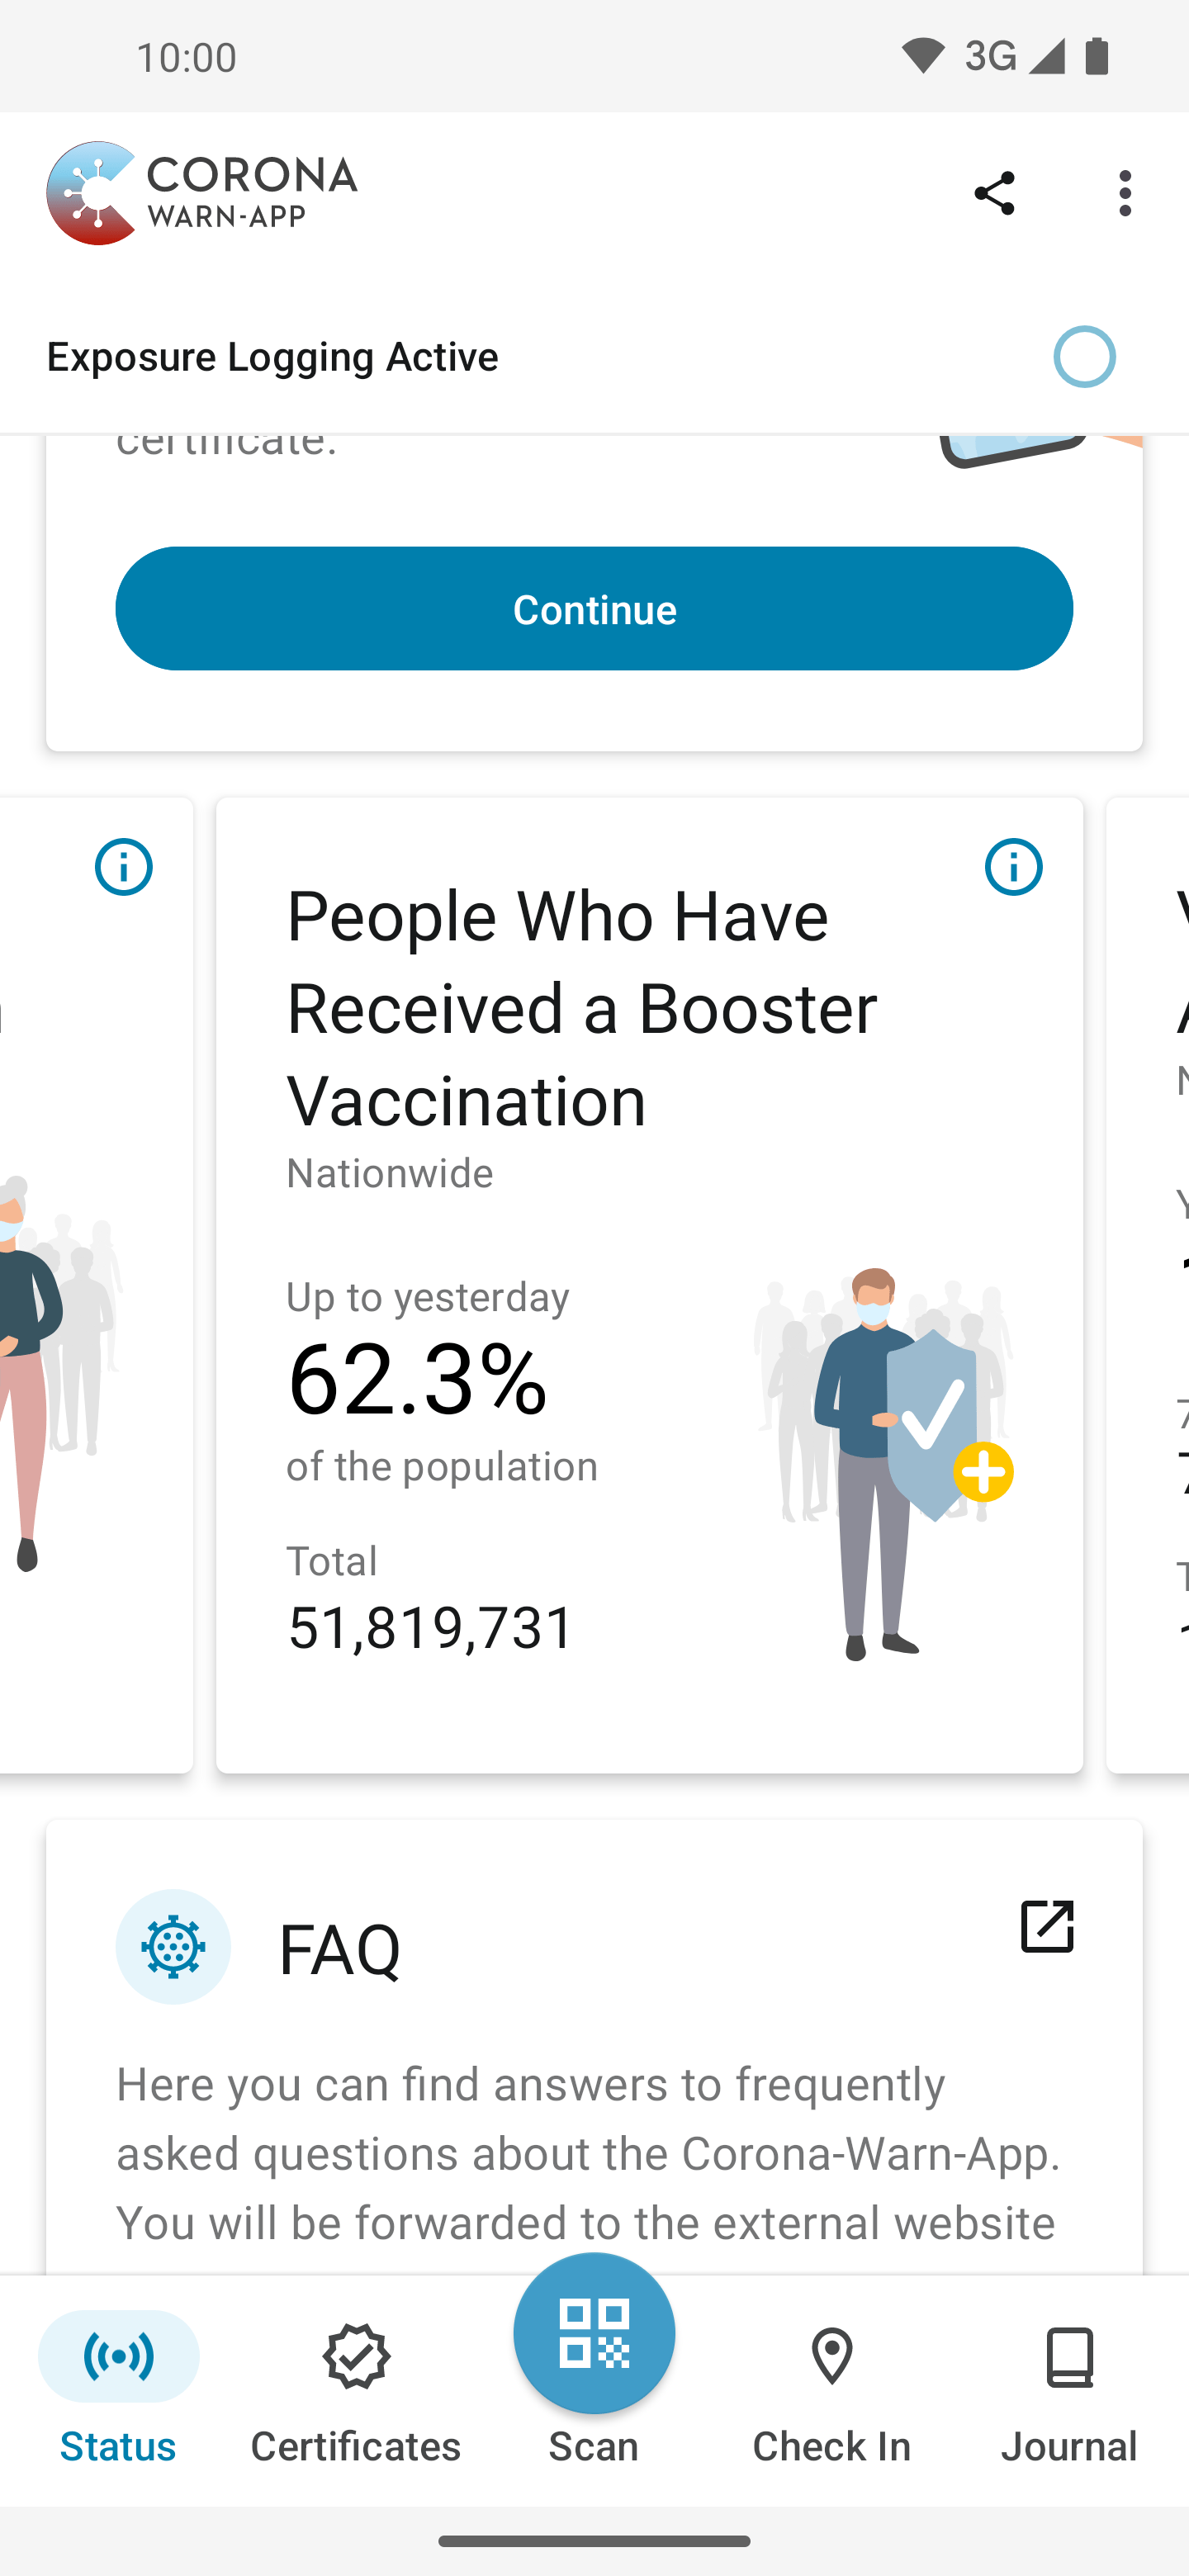 10:00
3G
CORONA
WARN-APP
Exposure Logging Active
certificate.
Continue
People Who Have
Received a Booster
Vaccination
Nationwide
Up to yesterday
62.3%
of the population
Total
51,819,731
FAQ
Here you can find answers to frequently
asked questions about the Corona-Warn-App.
You will be forwarded to the external website
Status
Certificates
Scan
Check In
Journal